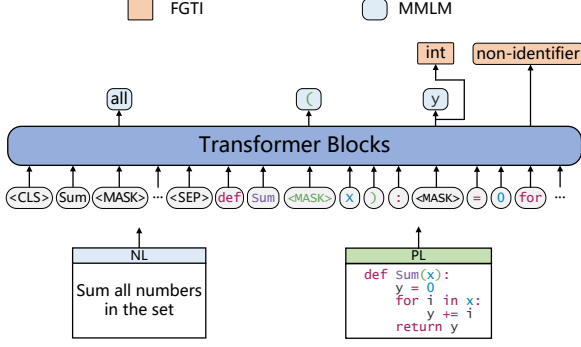 FGTI MMLM
int non-identifier
all ( y
Transformer Blocks
<CLS> Sum <MASK> ... <SEP> def Sum <MASK> x ) : <MASK> = 0 for ...
NL
Sum all numbers
in the set
PL
def Sum(x):
y = 0
for i in x:
y += i
return y